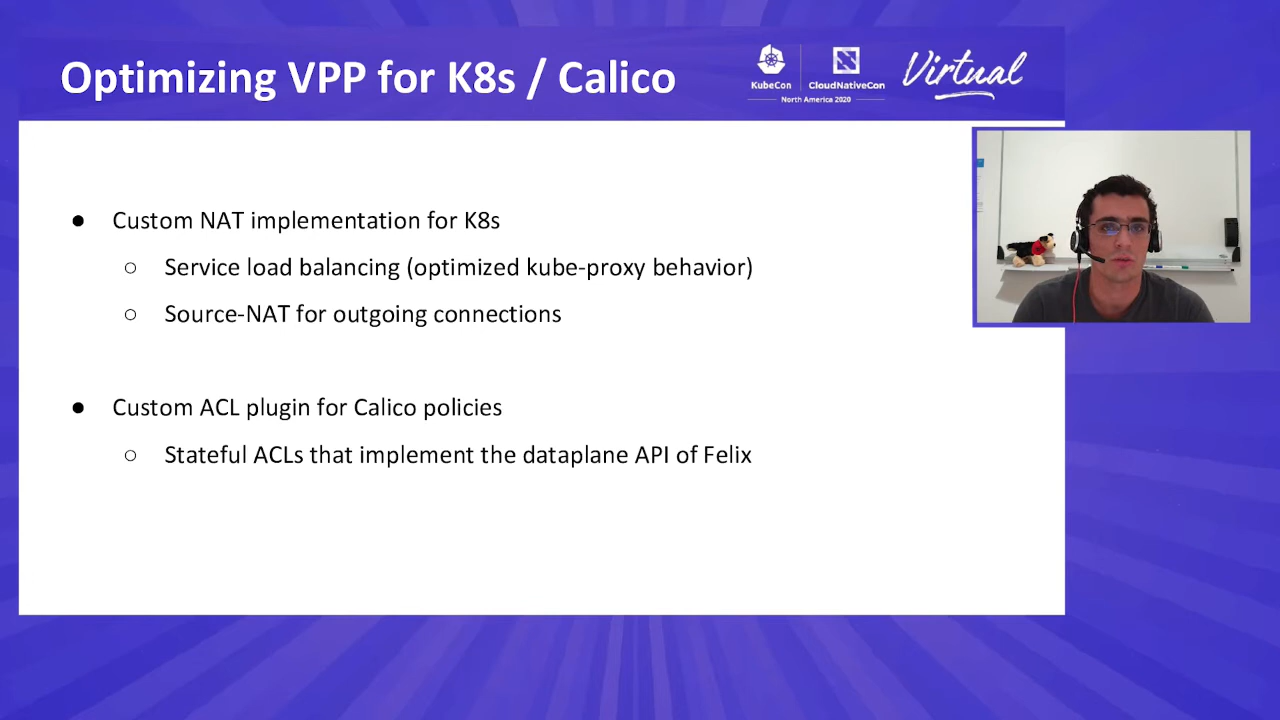 Optimizing VPP for K8s / Calico
KubeCon
CloudNativeCon
North America 2020
Virtual
● Custom NAT implementation for K8s
○ Service load balancing (optimized kube-proxy behavior)
○ Source-NAT for outgoing connections
● Custom ACL plugin for Calico policies
○ Stateful ACLs that implement the dataplane API of Felix